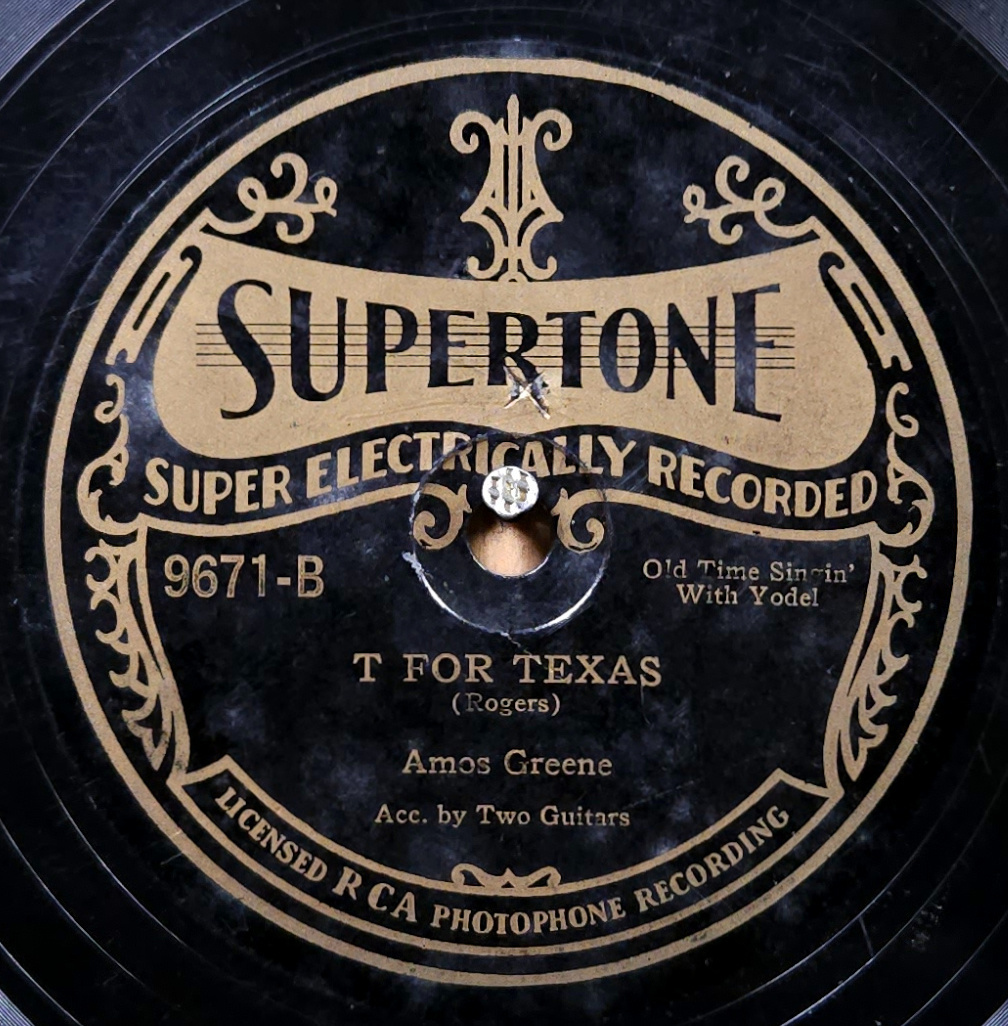 SUPERTONE
SUPER ELECTRICALLY RECORDED
9671-B
Old Time Singin'
With Yodel
T FOR TEXAS
(Rogers)
Amos Greene
Acc. by Two Guitars
LICENSED RCA PHOTOPHONE RECORDING